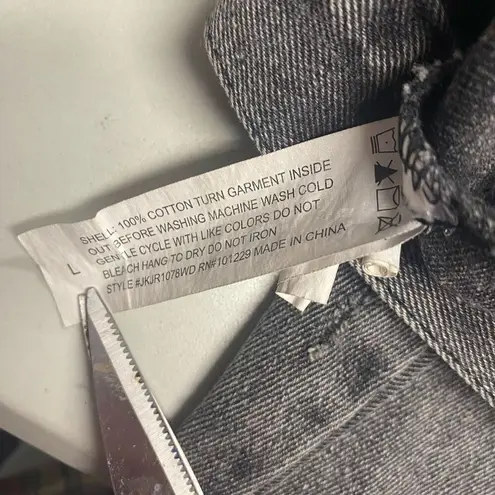 L
SHELL: 100% COTTON TURN GARMENT INSIDE
OUT BEFORE WASHING MACHINE WASH COLD
GENTLE CYCLE WITH LIKE COLORS DO NOT
BLEACH HANG TO DRY DO NOT IRON
STYLE #JKJR1078WD RN#101229 MADE IN CHINA